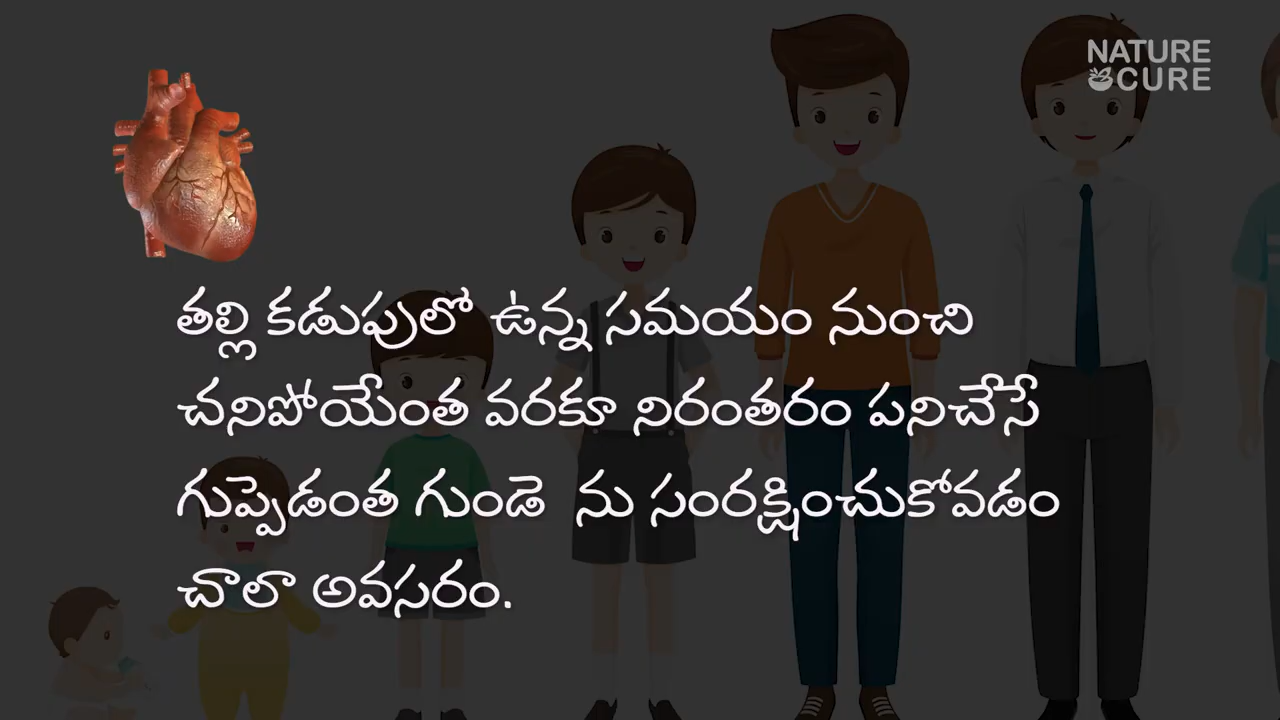 NATURE
CURE
తల్లి కడుపులో ఉన్న సమయం నుంచి
చనిపోయేంత వరకూ నిరంతరం పనిచేసే
గుప్పెడంత గుండె ను సంరక్షించుకోవడం
చాలా అవసరం.